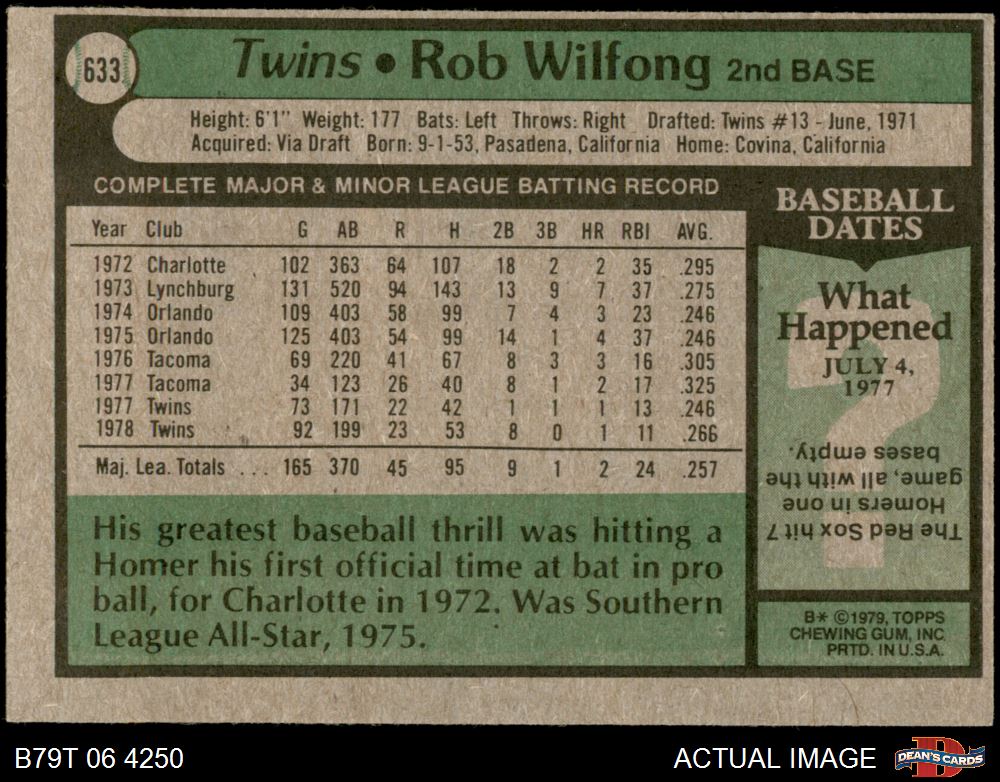 633
Twins • Rob Wilfong 2nd BASE
Height: 6'1" Weight: 177 Bats: Left Throws: Right Drafted: Twins #13 - June, 1971
Acquired: Via Draft Born: 9-1-53, Pasadena, California Home: Covina, California
COMPLETE MAJOR & MINOR LEAGUE BATTING RECORD
Year Club G AB R H 2B 3B HR RBI AVG.
1972 Charlotte 102 363 64 107 18 2 2 35 .295
1973 Lynchburg 131 520 94 143 13 9 7 37 .275
1974 Orlando 109 403 58 99 7 4 3 23 .246
1975 Orlando 125 403 54 99 14 1 4 37 .246
1976 Tacoma 69 220 41 67 8 3 3 16 .305
1977 Tacoma 34 123 26 40 8 1 2 17 .325
1977 Twins 73 171 22 42 1 1 1 13 .246
1978 Twins 92 199 23 53 8 0 1 11 .266
Maj. Lea. Totals ... 165 370 45 95 9 1 2 24 .257
His greatest baseball thrill was hitting a
Homer his first official time at bat in pro
ball, for Charlotte in 1972. Was Southern
League All-Star, 1975.
BASEBALL
DATES
What
Happened
JULY 4,
1977
?
The Red Sox hit 7
Homers in one
game, all with the
bases empty.
B* ©1979, TOPPS
CHEWING GUM, INC
PRTD. IN U.S.A.
B79T 06 4250
ACTUAL IMAGE
D
DEAN'S CARDS